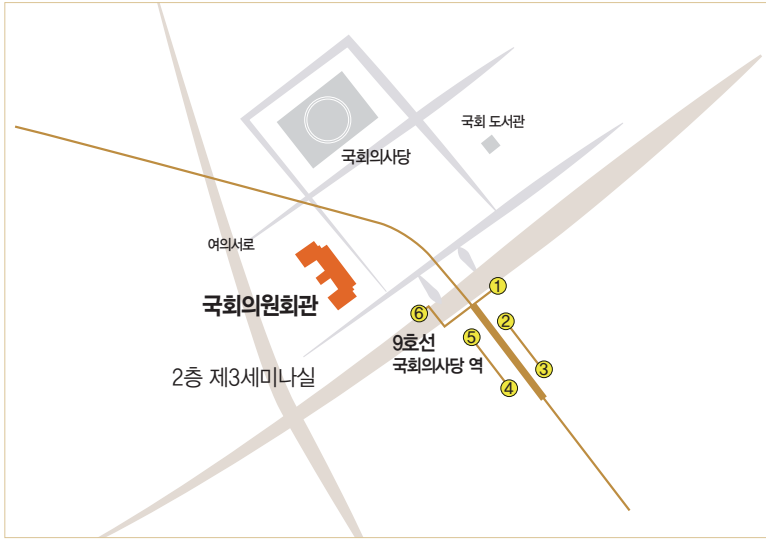 국회 도서관
국회의사당
여의서로
국회의원회관
2층 제3세미나실
9호선
국회의사당 역
①
②
③
④
⑤
⑥